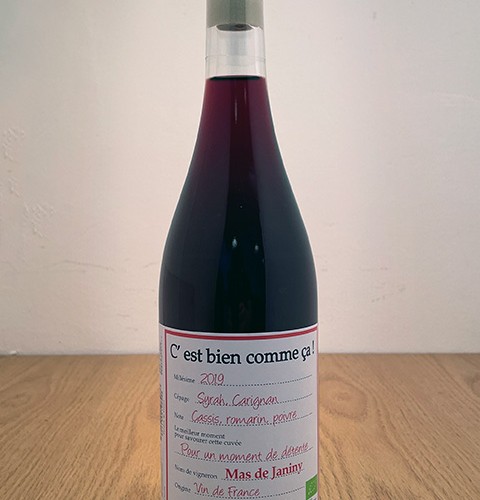 C' est bien comme ça !
Millésime 2019
Cépage Syrah, Carignan
Note Cassis, romarin, poivre
Le meilleur moment
pour savourer cette cuvée
Pour un moment de détente
Nom de vigneron Mas de Janiny
Origine Vin de France